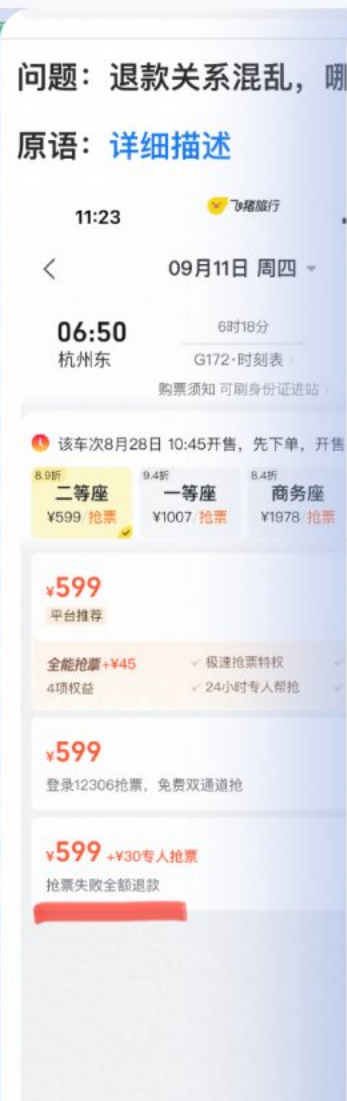 问题：退款关系混乱，哪
原语：详细描述
飞猪旅行
11:23
09月11日 周四
06:50
6时18分
杭州东
G172·时刻表
购票须知 可刷身份证进站
该车次8月28日 10:45开售，先下单，开售
8.9折 9.4折 8.4折
二等座 一等座 商务座
¥599 抢票 ¥1007 抢票 ¥1978 抢票
¥599
平台推荐
全能抢票+¥45 极速抢票特权
4项权益 24小时专人帮抢
¥599
登录12306抢票，免费双通道抢
¥599 +¥30专人抢票
抢票失败全额退款